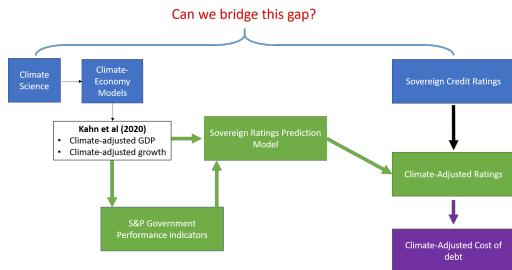 Can we bridge this gap?
Climate
Science
Climate-
Economy
Models
Sovereign Credit Ratings
Kahn et al (2020)
• Climate-adjusted GDP
• Climate-adjusted growth
Sovereign Ratings Prediction
Model
Climate-Adjusted Ratings
S&P Government
Performance indicators
Climate-Adjusted Cost of
debt